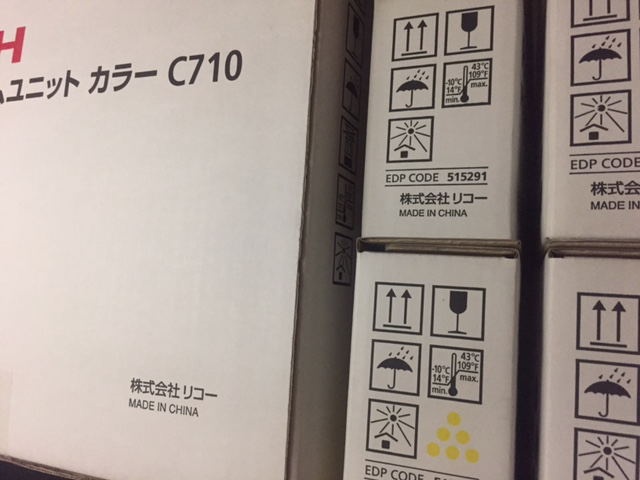 H
ムユニット カラー C710
株式会社 リコー
MADE IN CHINA
43℃
109°F
-10℃
14°F
max.
min.
EDP CODE 515291
株式会社 リコー
MADE IN CHINA
43℃
109°F
-10℃
14°F
max.
min.
EDP CODE
EDP CODE
株式会
MADE IN